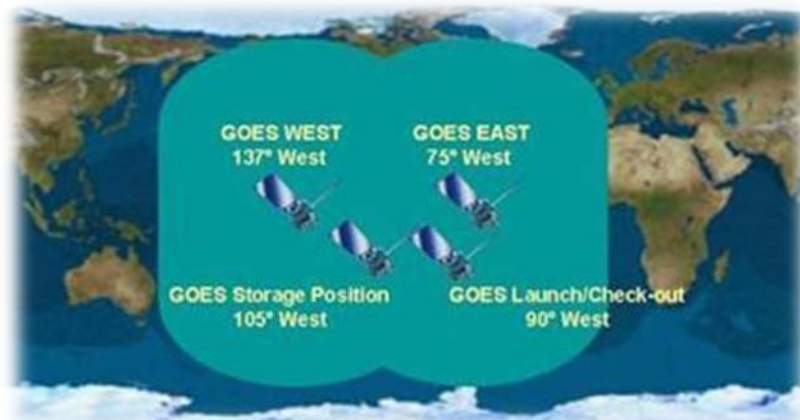 GOES WEST
137° West
GOES EAST
75° West
GOES Storage Position
105° West
GOES Launch/Check-out
90° West